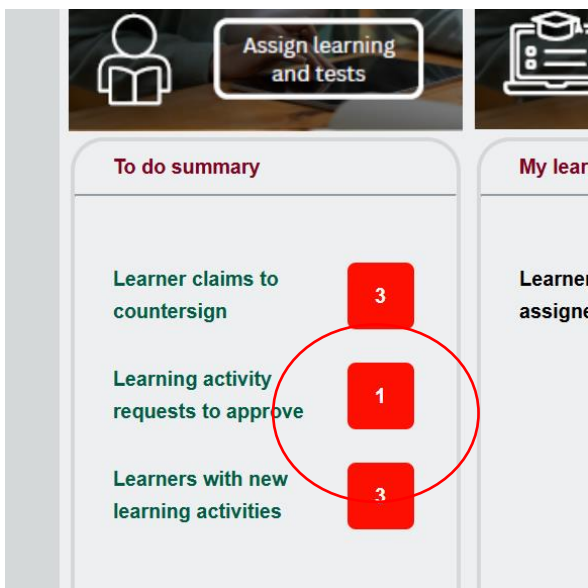 Assign learning
and tests
To do summary
My lear
Learner claims to
countersign
3
Learner
assigne
Learning activity
requests to approve
1
Learners with new
learning activities
3